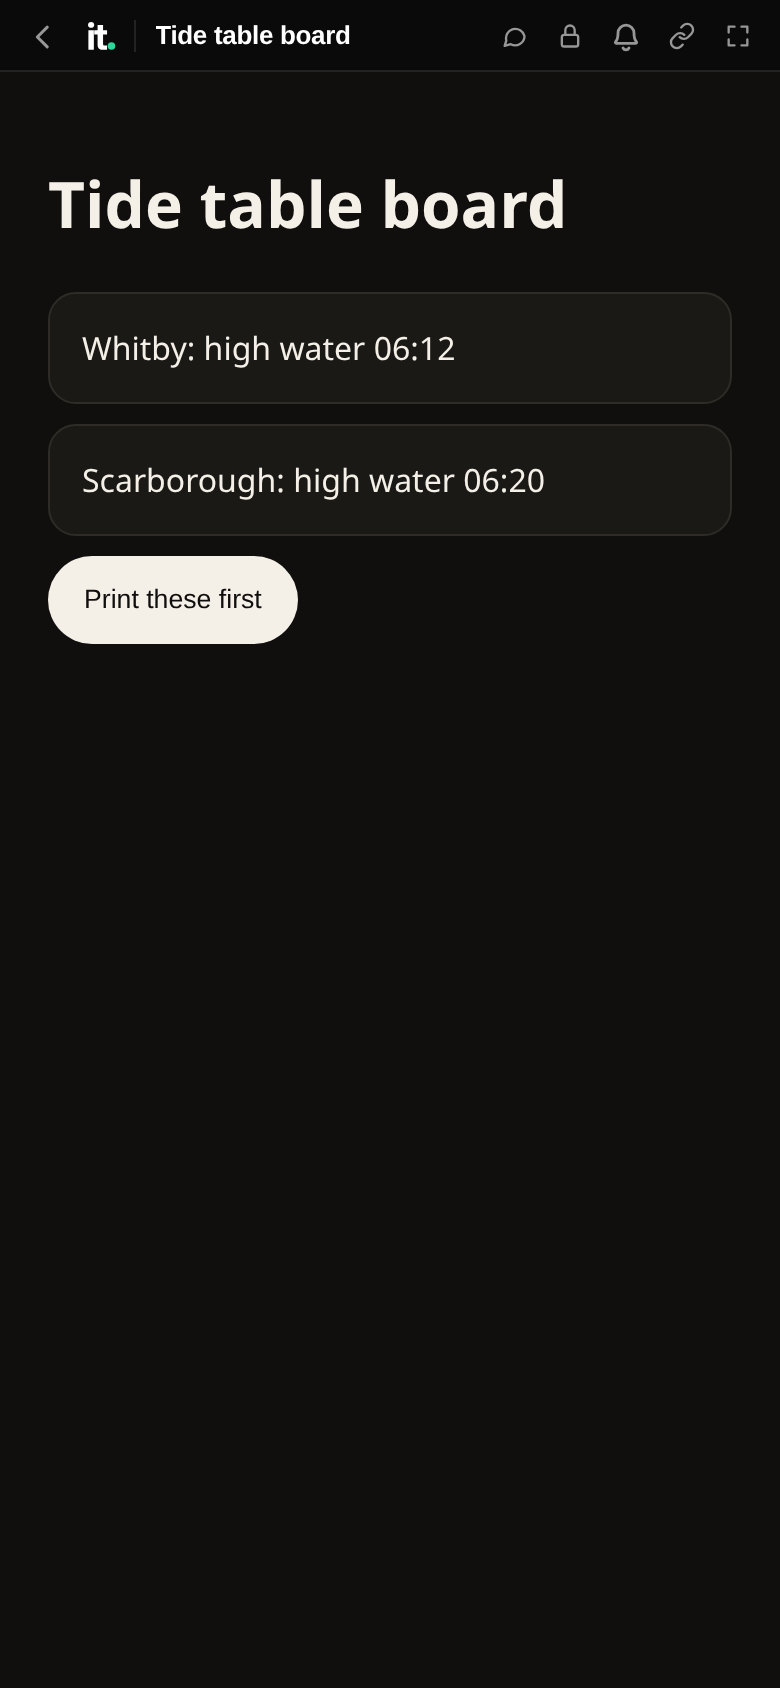 it. Tide table board
Tide table board
Whitby: high water 06:12
Scarborough: high water 06:20
Print these first